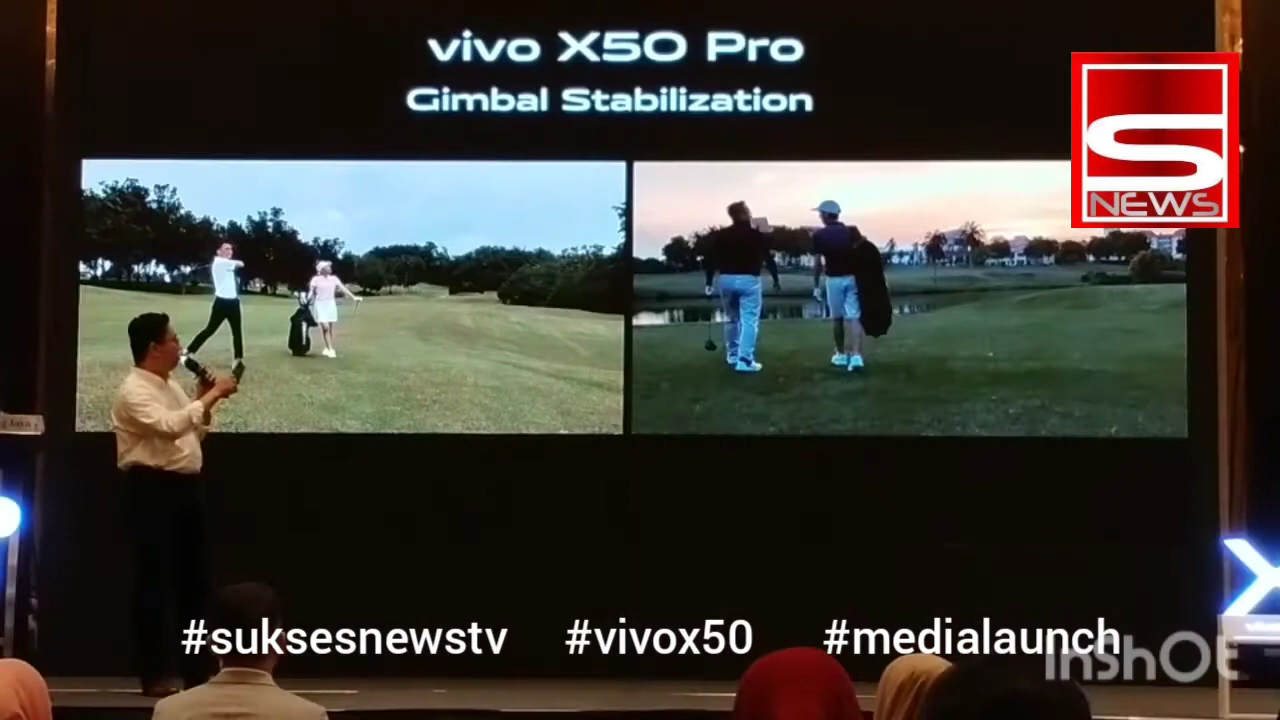 vivo X50 Pro
Gimbal Stabilization
S
NEWS
#suksesnewstv #vivox50 #medialaunch
InShOt